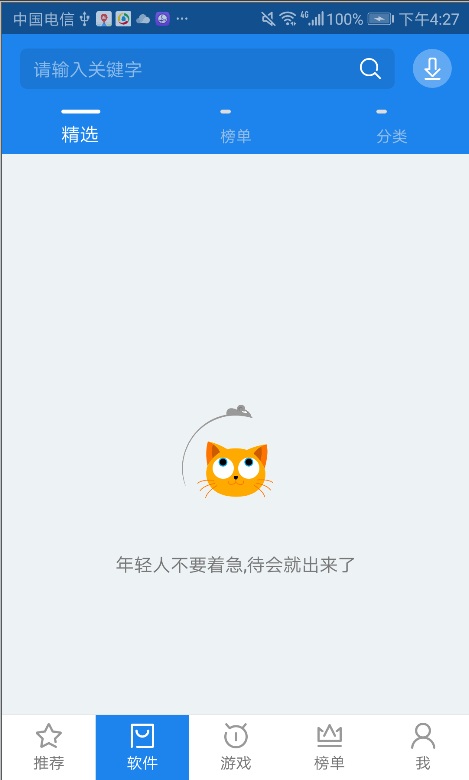 中国电信 4G 100% 下午4:27
请输入关键字
精选 榜单 分类
年轻人不要着急,待会就出来了
推荐 软件 游戏 榜单 我